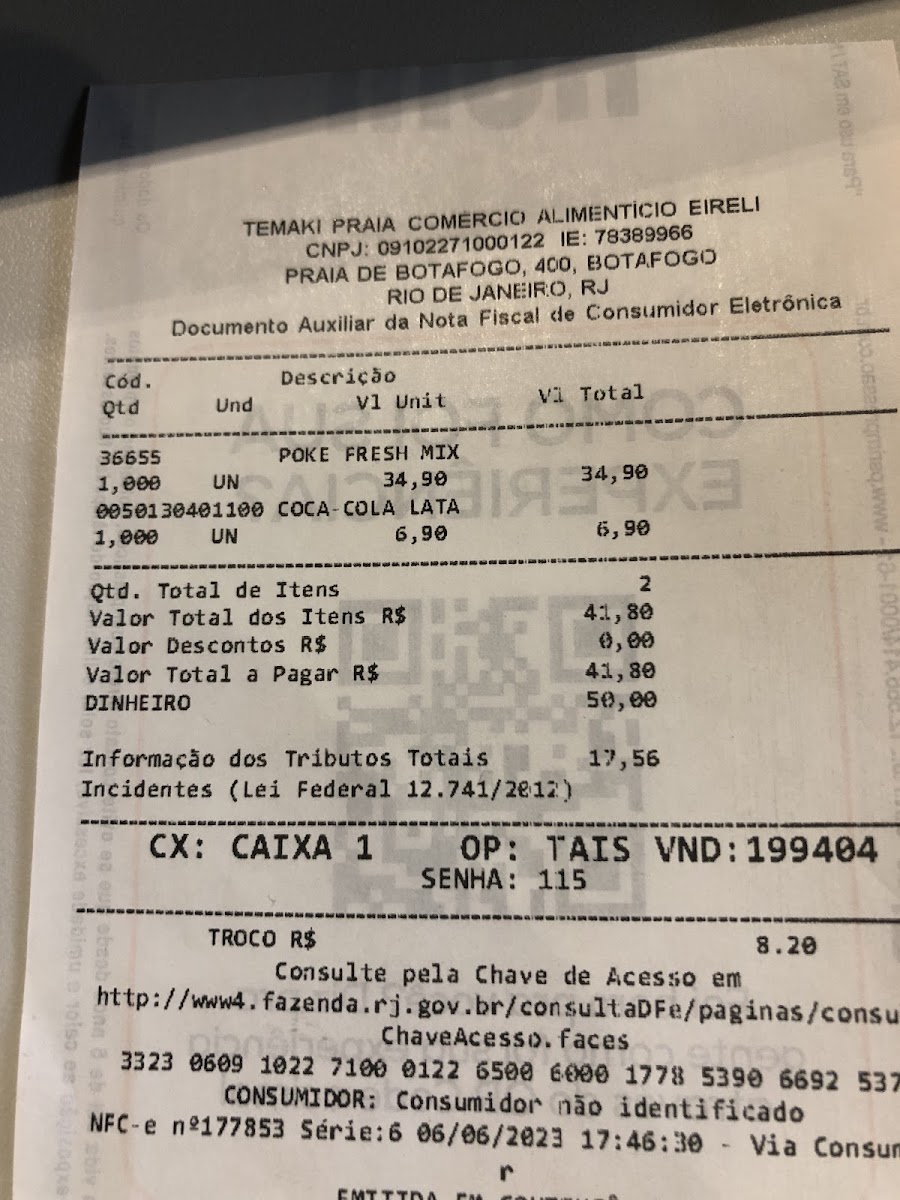 TEMAKI PRAIA COMERCIO ALIMENTÍCIO EIRELI
CNPJ: 09102271000122 IE: 78389966
PRAIA DE BOTAFOGO, 400, BOTAFOGO
RIO DE JANEIRO, RJ
Documento Auxiliar da Nota Fiscal de Consumidor Eletrônica
Cód. Descrição
Qtd Und Vl Unit Vl Total
36655 POKE FRESH MIX
1,000 UN 34,90 34,90
0050130401100 COCA-COLA LATA
1,000 UN 6,90 6,90
Qtd. Total de Itens 2
Valor Total dos Itens R$ 41,80
Valor Descontos R$ 0,00
Valor Total a Pagar R$ 41,80
DINHEIRO 50,00
Informação dos Tributos Totais 17,56
Incidentes (Lei Federal 12.741/2012)
CX: CAIXA 1 OP: TAIS VND:199404
SENHA: 115
TROCO R$ 8.20
Consulte pela Chave de Acesso em
http://www4.fazenda.rj.gov.br/consultaDFe/paginas/consu
ChaveAcesso.faces
3323 0609 1022 7100 0122 6500 6000 1778 5390 6692 537
CONSUMIDOR: Consumidor não identificado
NFC-e nº177853 Série:6 06/06/2023 17:46:30 - Via Consum
r
EMITIDA EM